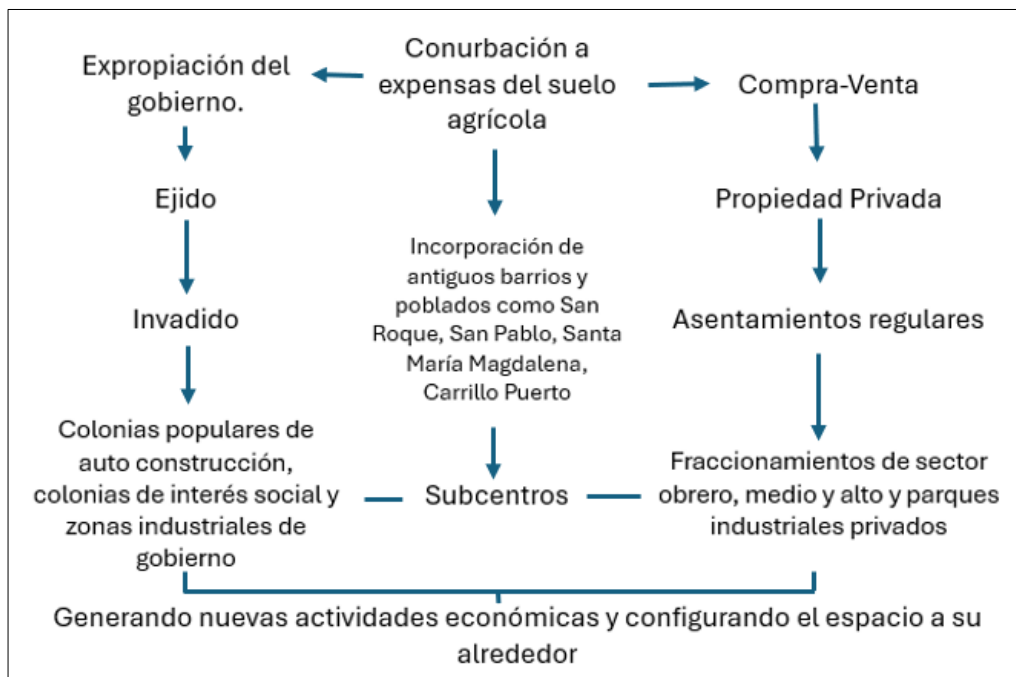 Expropiación del
gobierno.
Conurbación a
expensas del suelo
agrícola
Compra-Venta
Ejido
Propiedad Privada
Invadido
Incorporación de
antiguos barrios y
poblados como San
Roque, San Pablo, Santa
María Magdalena,
Carrillo Puerto
Asentamientos regulares
Colonias populares de
auto construcción,
colonias de interés social y
zonas industriales de
gobierno
Subcentros
Fraccionamientos de sector
obrero, medio y alto y parques
industriales privados
Generando nuevas actividades económicas y configurando el espacio a su
alrededor